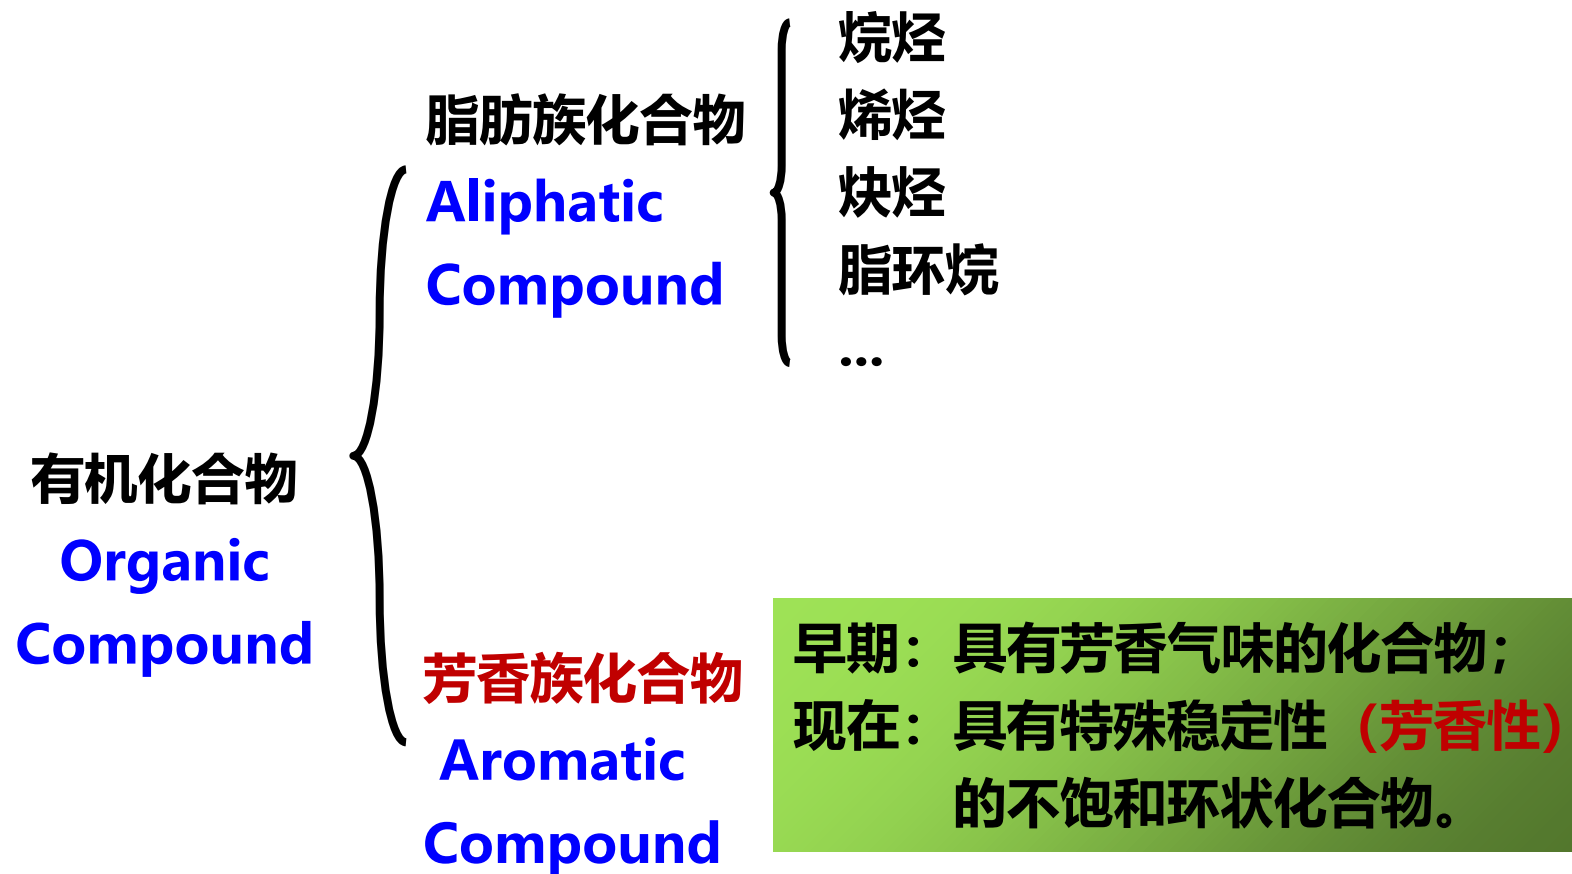 有机化合物
Organic
Compound
脂肪族化合物
Aliphatic
Compound
烷烃
烯烃
炔烃
脂环烷
...
芳香族化合物
Aromatic
Compound
早期：具有芳香气味的化合物；
现在：具有特殊稳定性（芳香性）
的不饱和环状化合物。